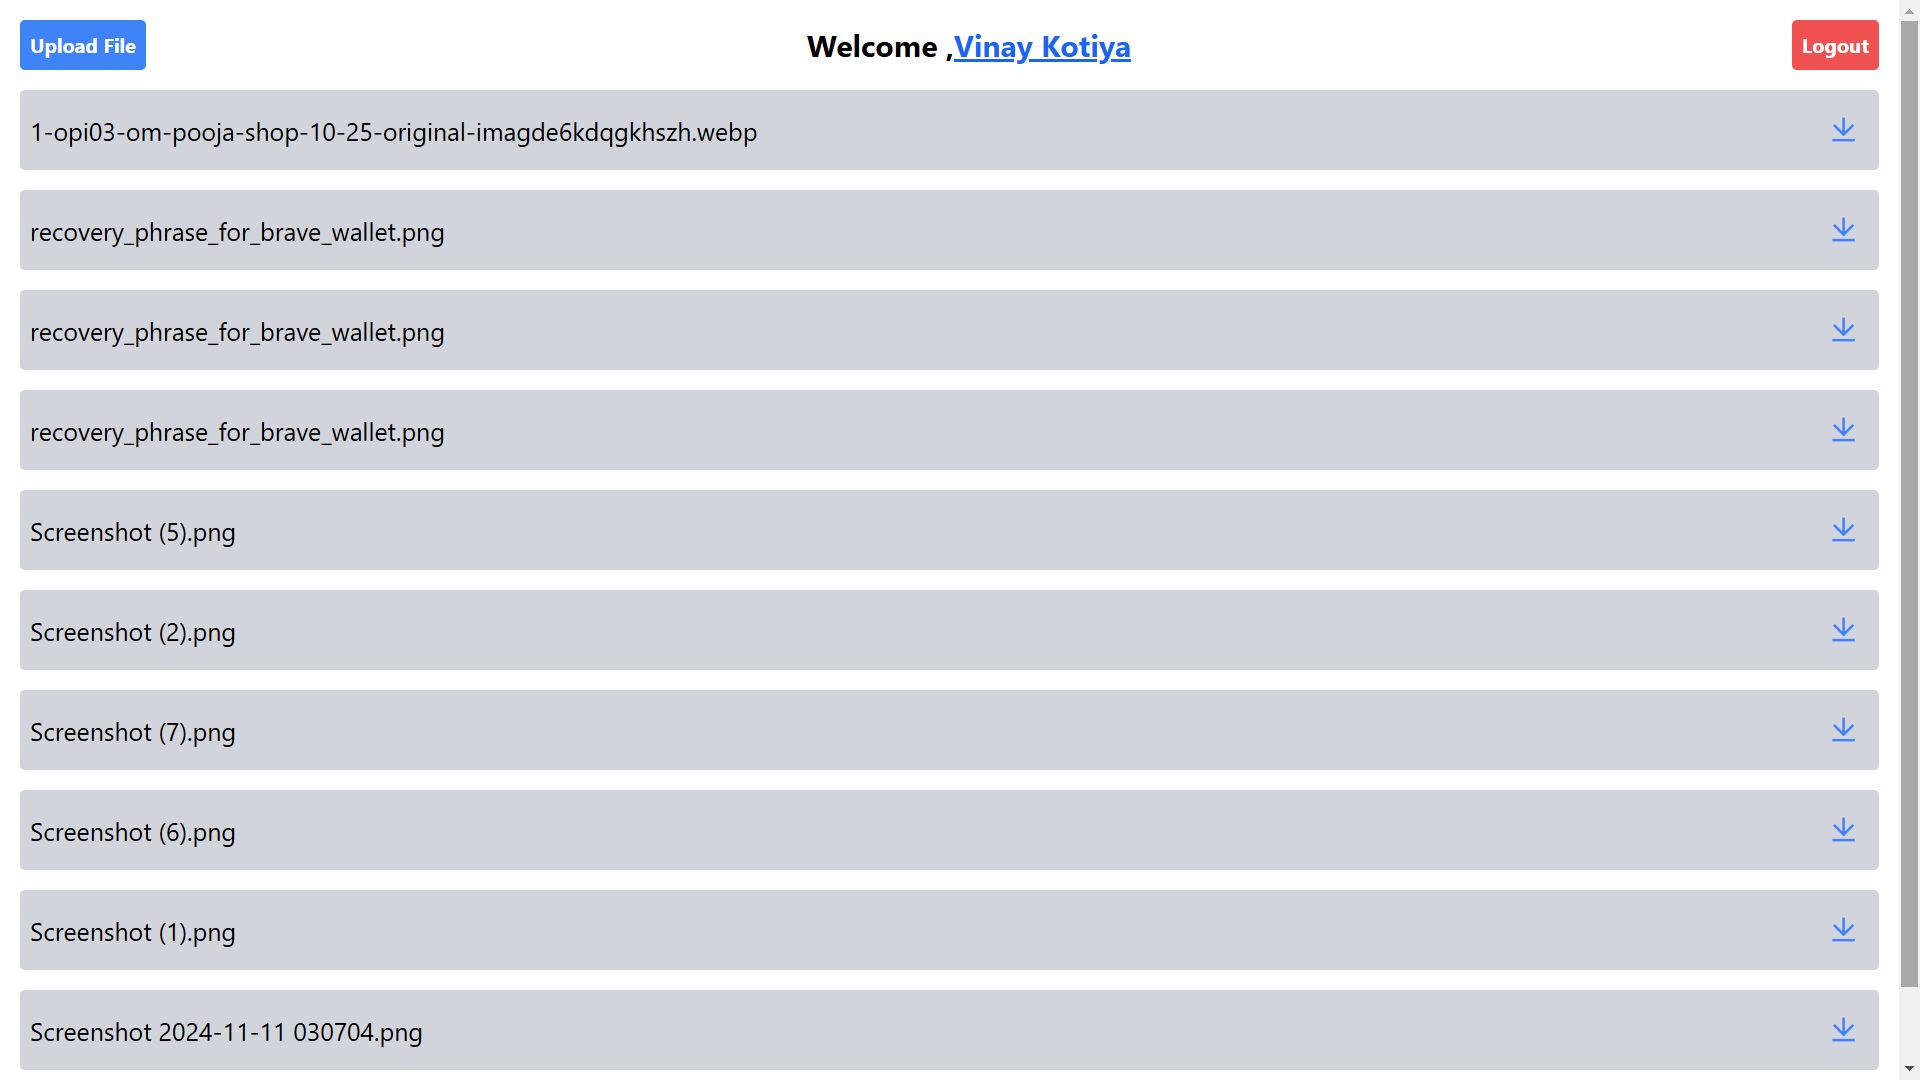 Upload File
Welcome ,Vinay Kotiya
Logout
1-opi03-om-pooja-shop-10-25-original-imagde6kdqgkhszh.webp
recovery_phrase_for_brave_wallet.png
recovery_phrase_for_brave_wallet.png
recovery_phrase_for_brave_wallet.png
Screenshot (5).png
Screenshot (2).png
Screenshot (7).png
Screenshot (6).png
Screenshot (1).png
Screenshot 2024-11-11 030704.png